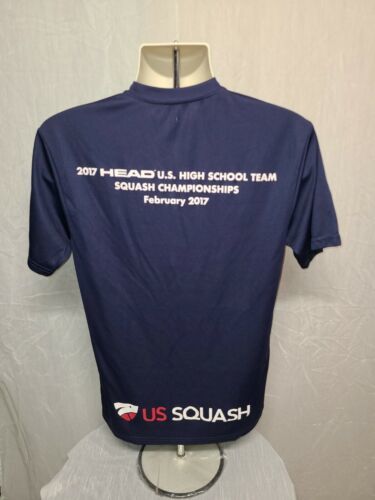 2017 HEAD U.S. HIGH SCHOOL TEAM
SQUASH CHAMPIONSHIPS
February 2017
US SQUASH